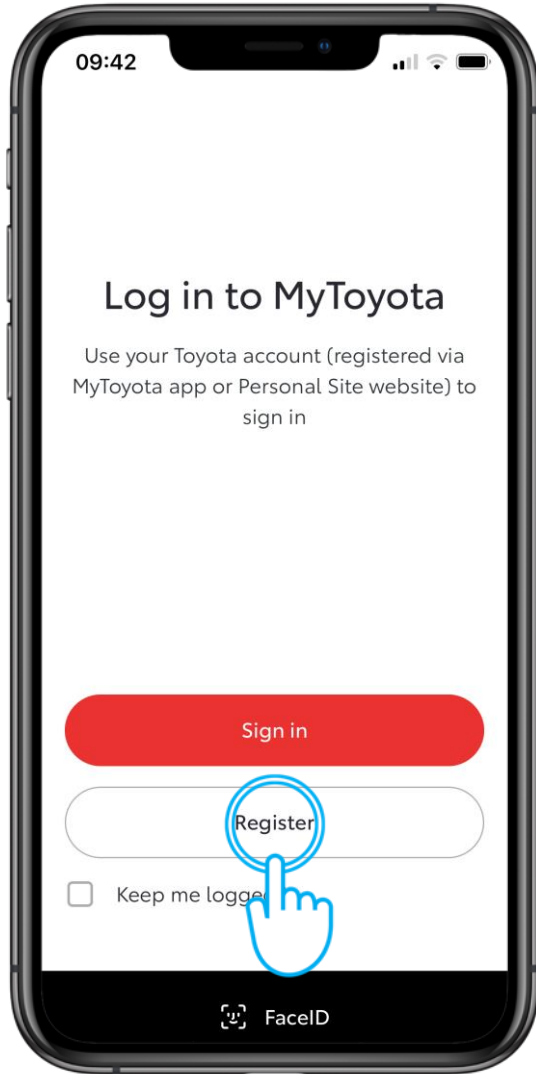 09:42
Log in to MyToyota
Use your Toyota account (registered via
MyToyota app or Personal Site website) to
sign in
Sign in
Register
Keep me logge
FaceID